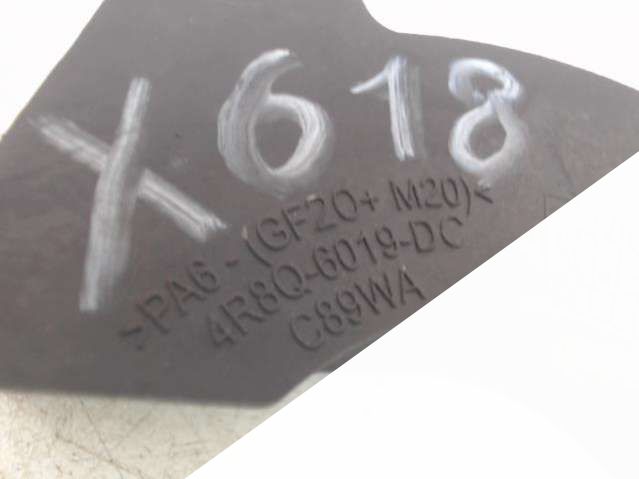 X618
>PA6-(GF20+M20)<
4R8Q-6019-DC
C89WA